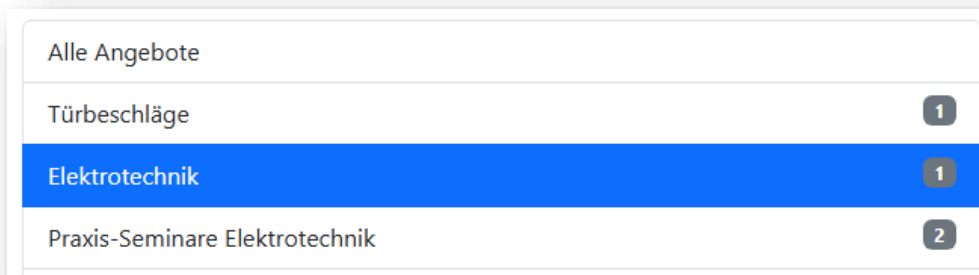 Alle Angebote
Türbeschläge 1
Elektrotechnik 1
Praxis-Seminare Elektrotechnik 2